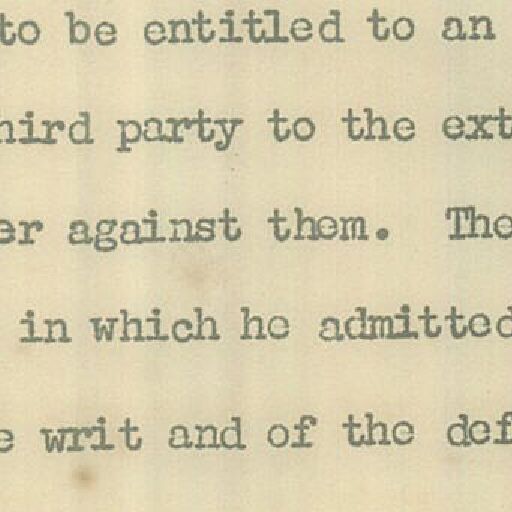 to be entitled to an
hird party to the ext
er against them. The
in which he admitted
e writ and of the def